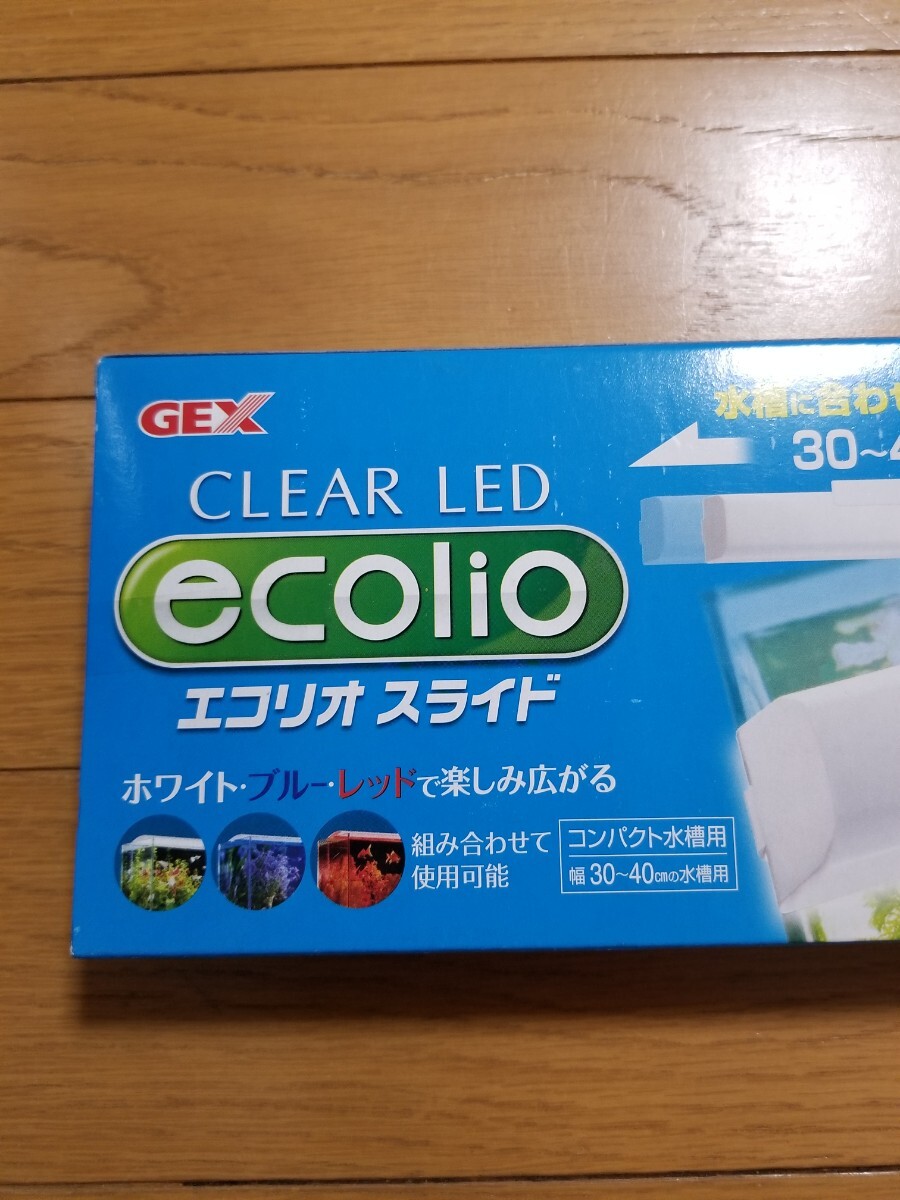 GEX
CLEAR LED
ecolio
エコリオ スライド
ホワイト・ブルー・レッドで楽しみ広がる
組み合わせて
使用可能
コンパクト水槽用
幅 30～40cmの水槽用
水槽に合わせ
30～4